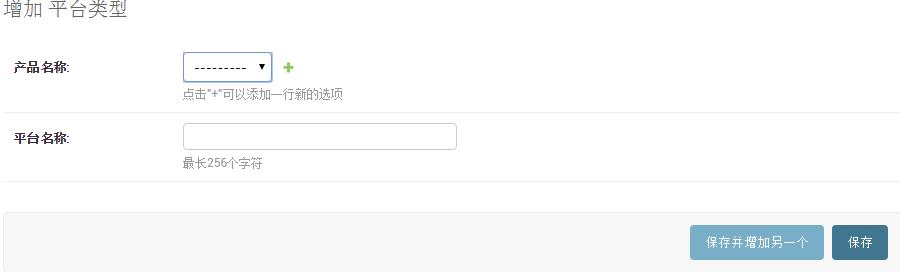 增加 平台类型
产品名称:
---------
点击"+"可以添加一行新的选项
平台名称:
最长256个字符
保存并增加另一个 保存